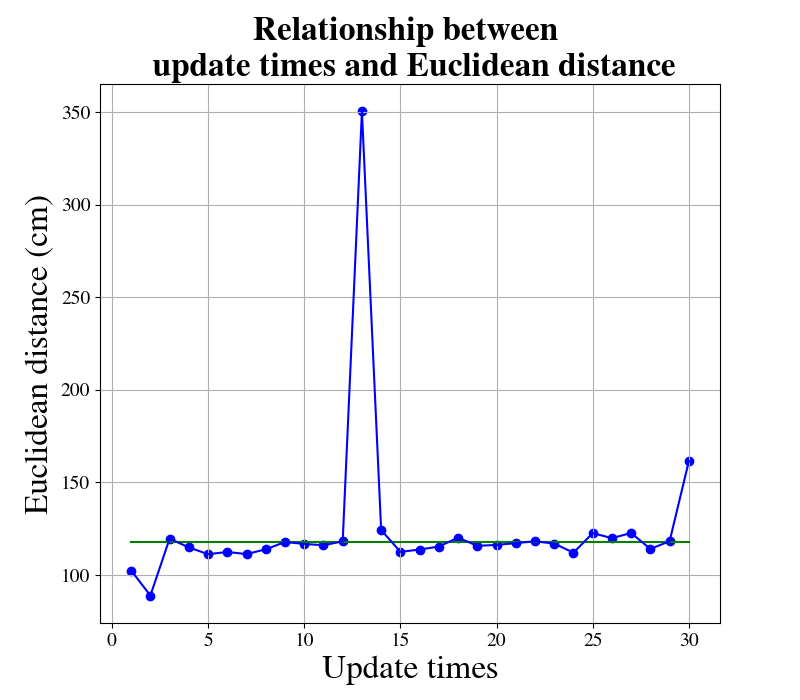 Relationship between
update times and Euclidean distance
350
300
250
200
150
100
Euclidean distance (cm)
0 5 10 15 20 25 30
Update times